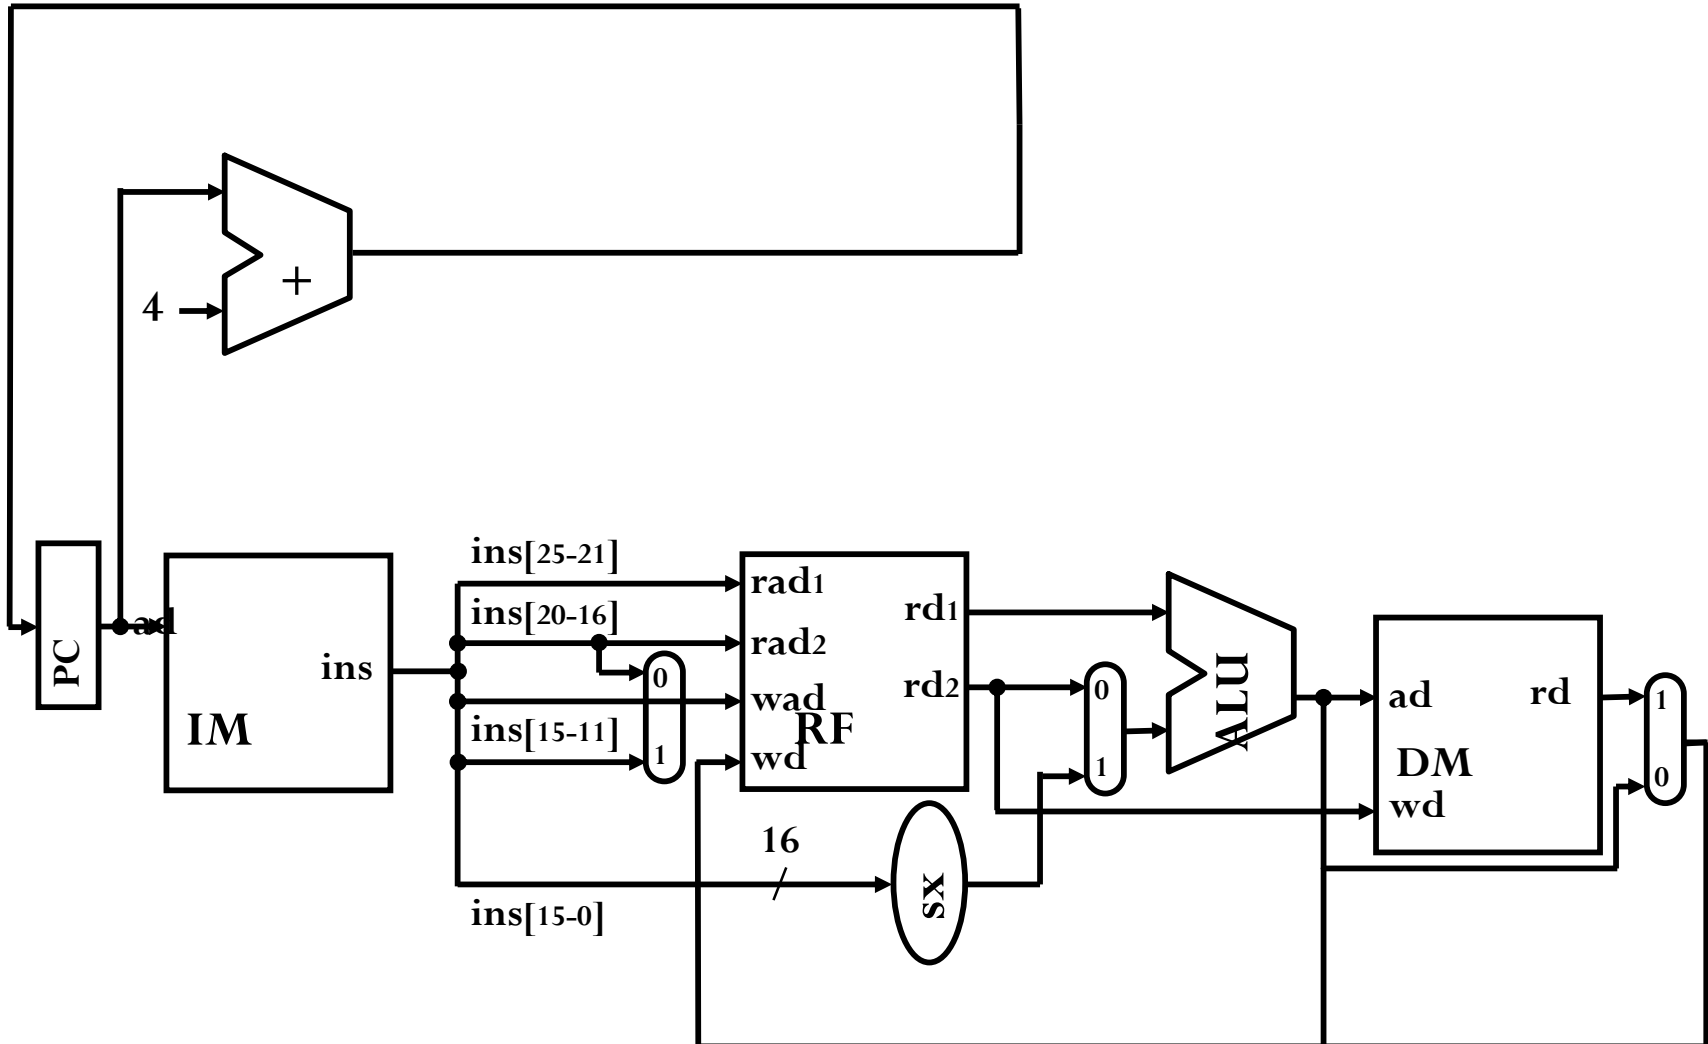 +
4
PC
ad
ins
IM
ins[25-21]
ins[20-16]
ins[15-11]
ins[15-0]
0
1
rad1
rad2
wad
wd
RF
rd1
rd2
16
sx
0
1
ALU
ad
rd
DM
wd
1
0